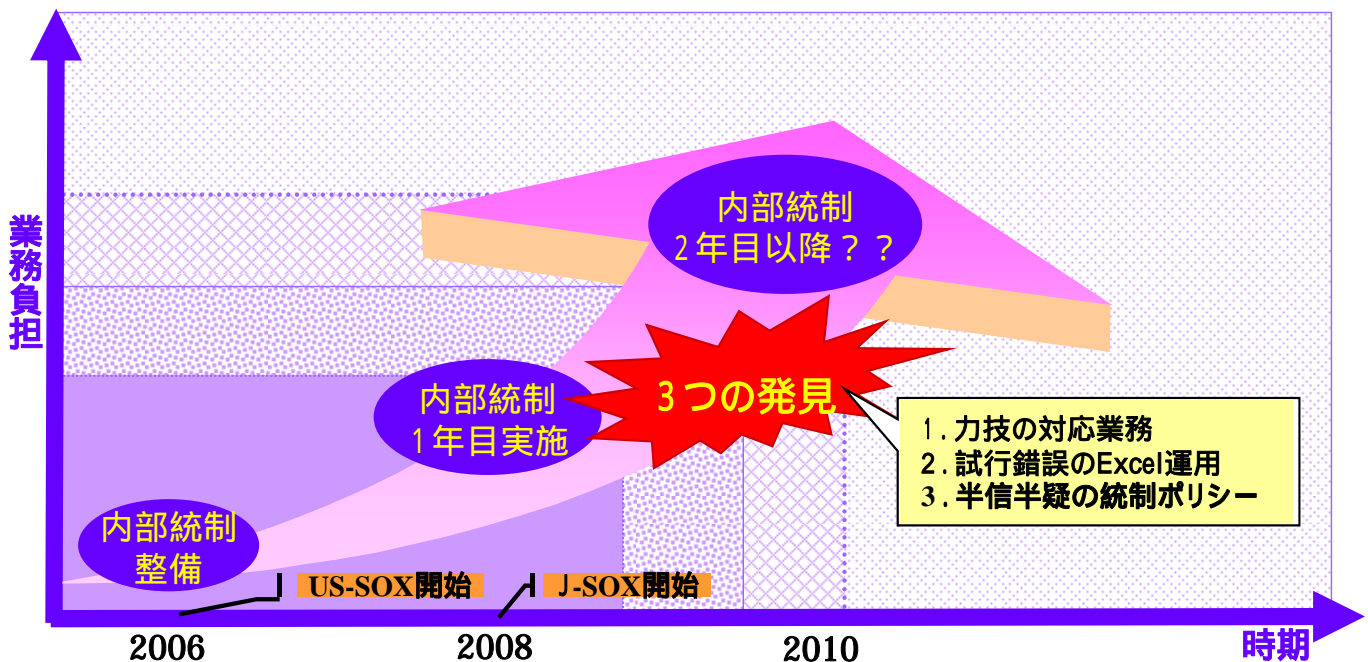 業務負担
内部統制
2年目以降？？
内部統制
1年目実施
3つの発見
1.力技の対応業務
2.試行錯誤のExcel運用
3.半信半疑の統制ポリシー
内部統制
整備
US-SOX開始
J-SOX開始
2006
2008
2010
時期